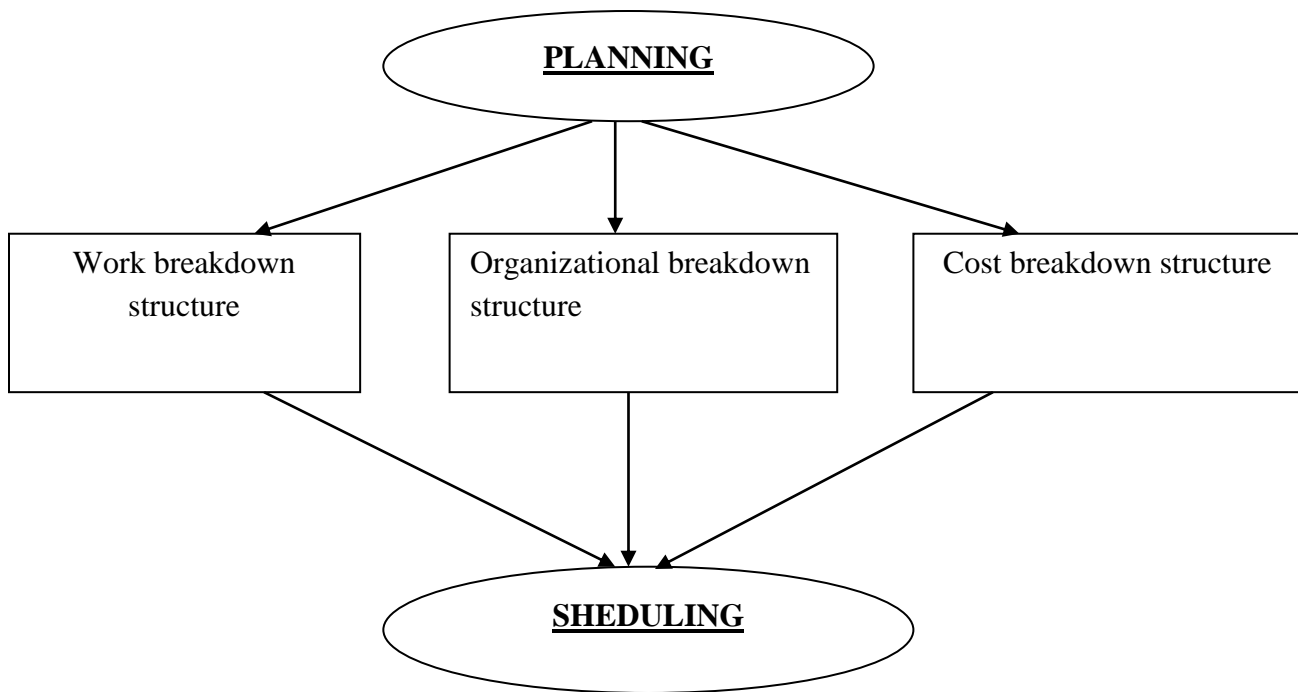 PLANNING
Work breakdown
structure
Organizational breakdown
structure
Cost breakdown structure
SHEDULING